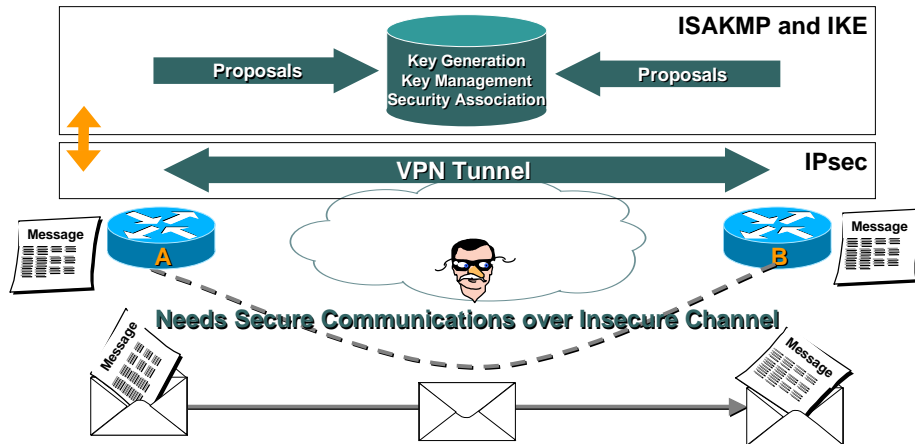 ISAKMP and IKE
Proposals
Key Generation
Key Management
Security Association
Proposals
IPsec
VPN Tunnel
Message
A
B
Message
Needs Secure Communications over Insecure Channel
Message
Message